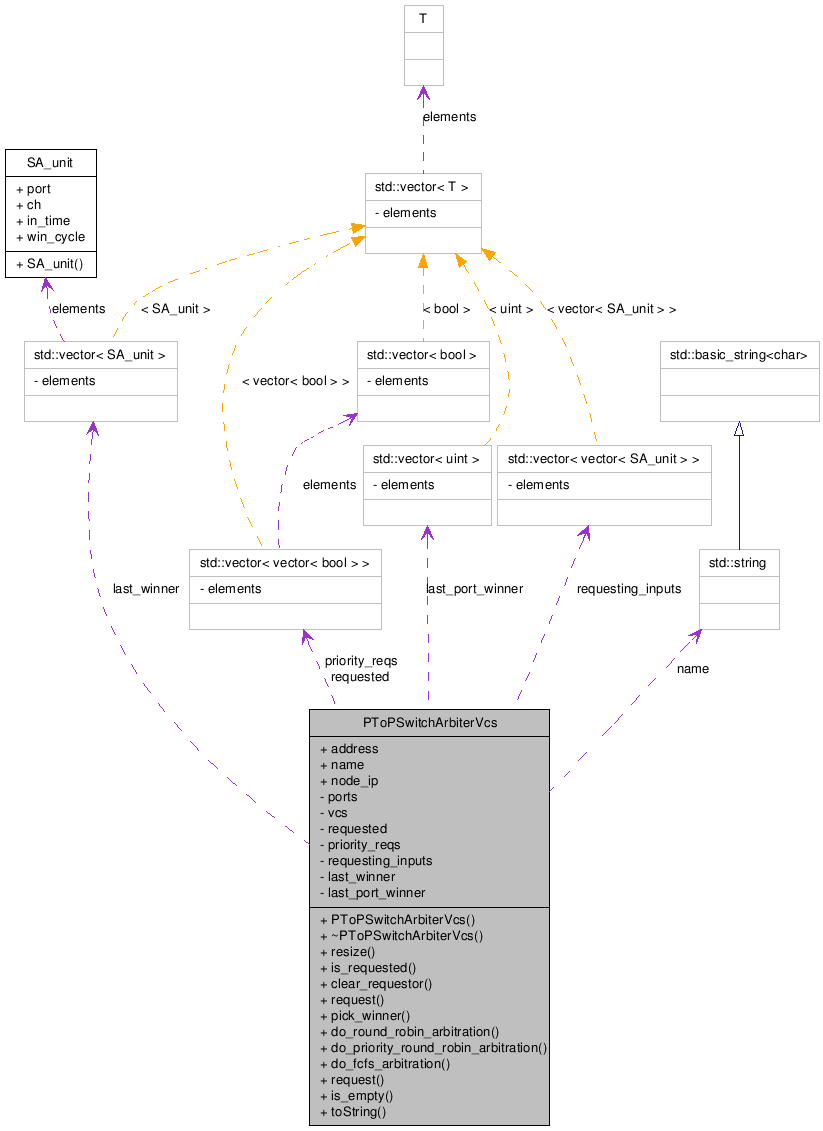 T
elements
std::vector< T >
- elements
SA_unit
+ port
+ ch
+ in_time
+ win_cycle
+ SA_unit()
elements
< SA_unit >
< bool >
< uint >
< vector< SA_unit > >
std::vector< SA_unit >
- elements
< vector< bool > >
std::vector< bool >
- elements
std::basic_string<char>
std::vector< uint >
- elements
std::vector< vector< SA_unit > >
- elements
elements
std::vector< vector< bool > >
- elements
std::string
last_winner
last_port_winner
requesting_inputs
priority_reqs
requested
name
PToPSwitchArbiterVcs
+ address
+ name
+ node_ip
- ports
- vcs
- requested
- priority_reqs
- requesting_inputs
- last_winner
- last_port_winner
+ PToPSwitchArbiterVcs()
+ ~PToPSwitchArbiterVcs()
+ resize()
+ is_requested()
+ clear_requestor()
+ request()
+ pick_winner()
+ do_round_robin_arbitration()
+ do_priority_round_robin_arbitration()
+ do_fcfs_arbitration()
+ request()
+ is_empty()
+ toString()